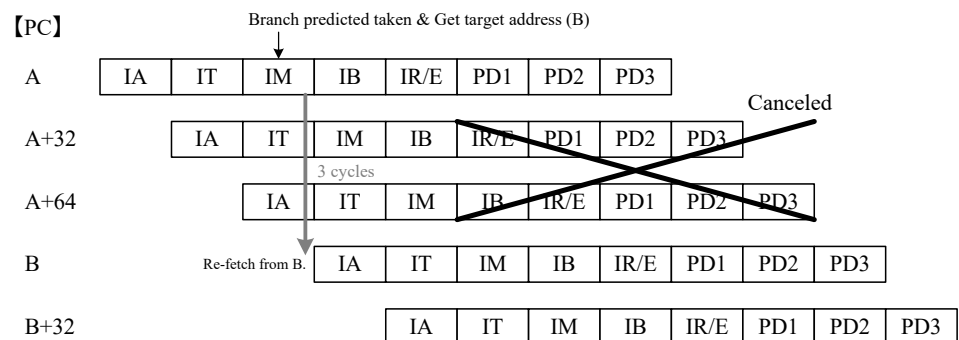 Branch predicted taken & Get target address (B)
【PC】
A IA IT IM IB IR/E PD1 PD2 PD3
Canceled
A+32 IA IT IM IB IR/E PD1 PD2 PD3
3 cycles
A+64 IA IT IM IB IR/E PD1 PD2 PD3
B Re-fetch from B. IA IT IM IB IR/E PD1 PD2 PD3
B+32 IA IT IM IB IR/E PD1 PD2 PD3